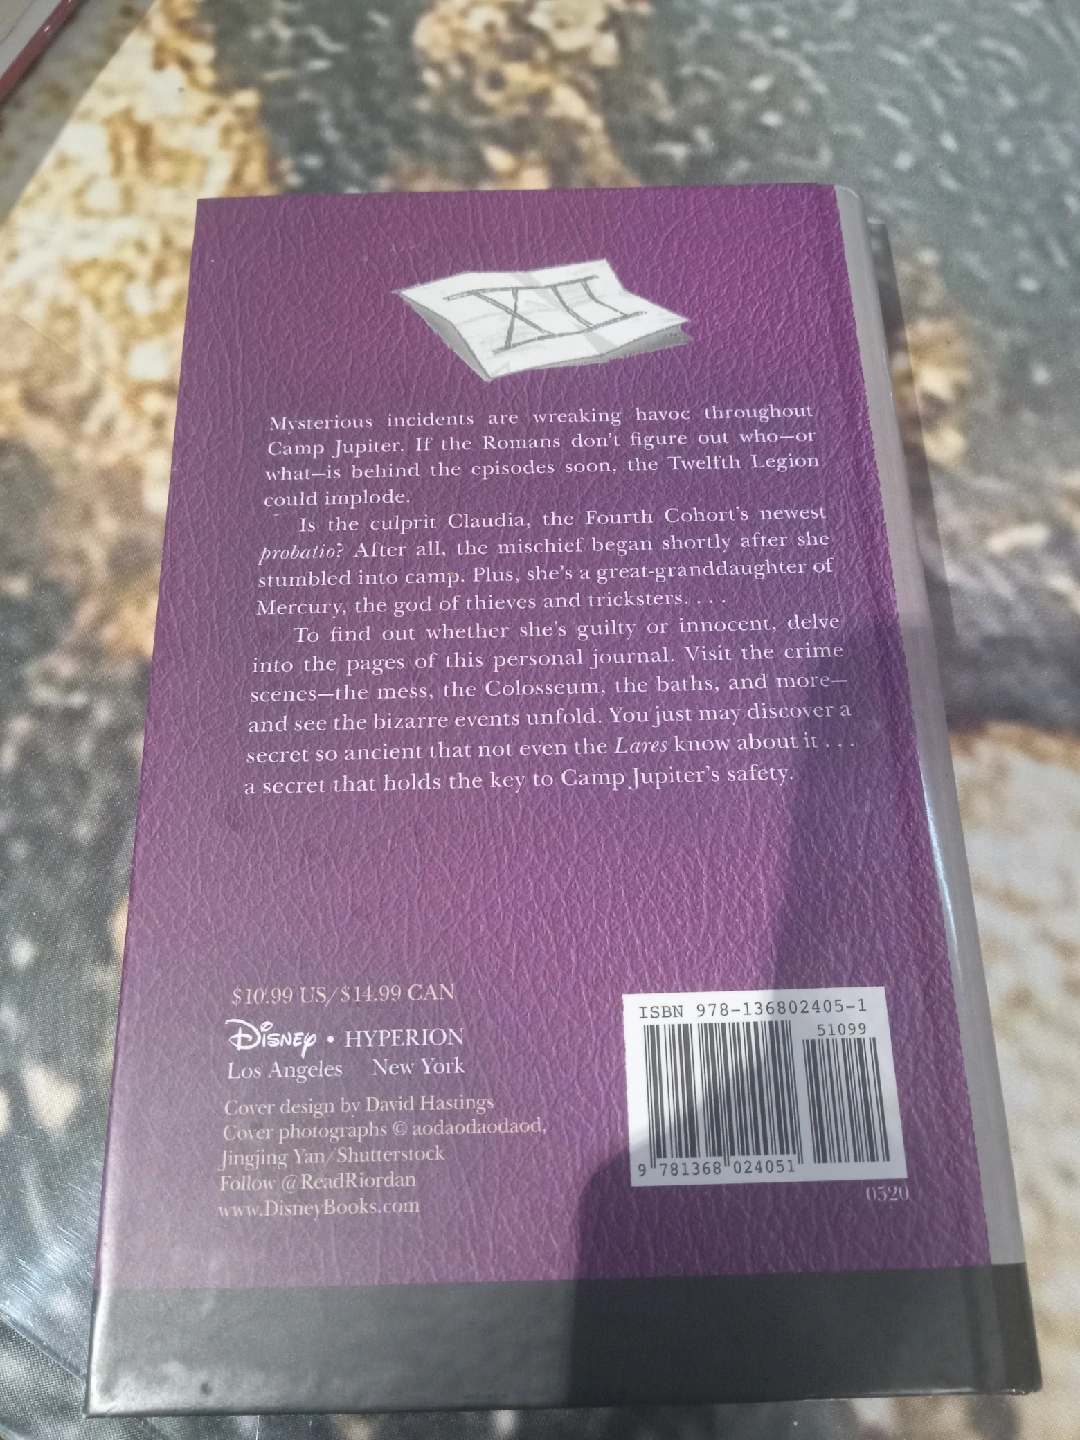 XII
Mysterious incidents are wreaking havoc throughout
Camp Jupiter. If the Romans don't figure out who—or
what—is behind the episodes soon, the Twelfth Legion
could implode.
Is the culprit Claudia, the Fourth Cohort's newest
probatio? After all, the mischief began shortly after she
stumbled into camp. Plus, she's a great-granddaughter of
Mercury, the god of thieves and tricksters. . . .
To find out whether she's guilty or innocent, delve
into the pages of this personal journal. Visit the crime
scenes—the mess, the Colosseum, the baths, and more—
and see the bizarre events unfold. You just may discover a
secret so ancient that not even the Lares know about it . . .
a secret that holds the key to Camp Jupiter's safety.
$10.99 US/$14.99 CAN
Disney • HYPERION
Los Angeles New York
Cover design by David Hastings
Cover photographs © aodaodaodaod,
Jingjing Yan/Shutterstock
Follow @ReadRiordan
www.DisneyBooks.com
ISBN 978-136802405-1
51099
9 781368 024051
0520